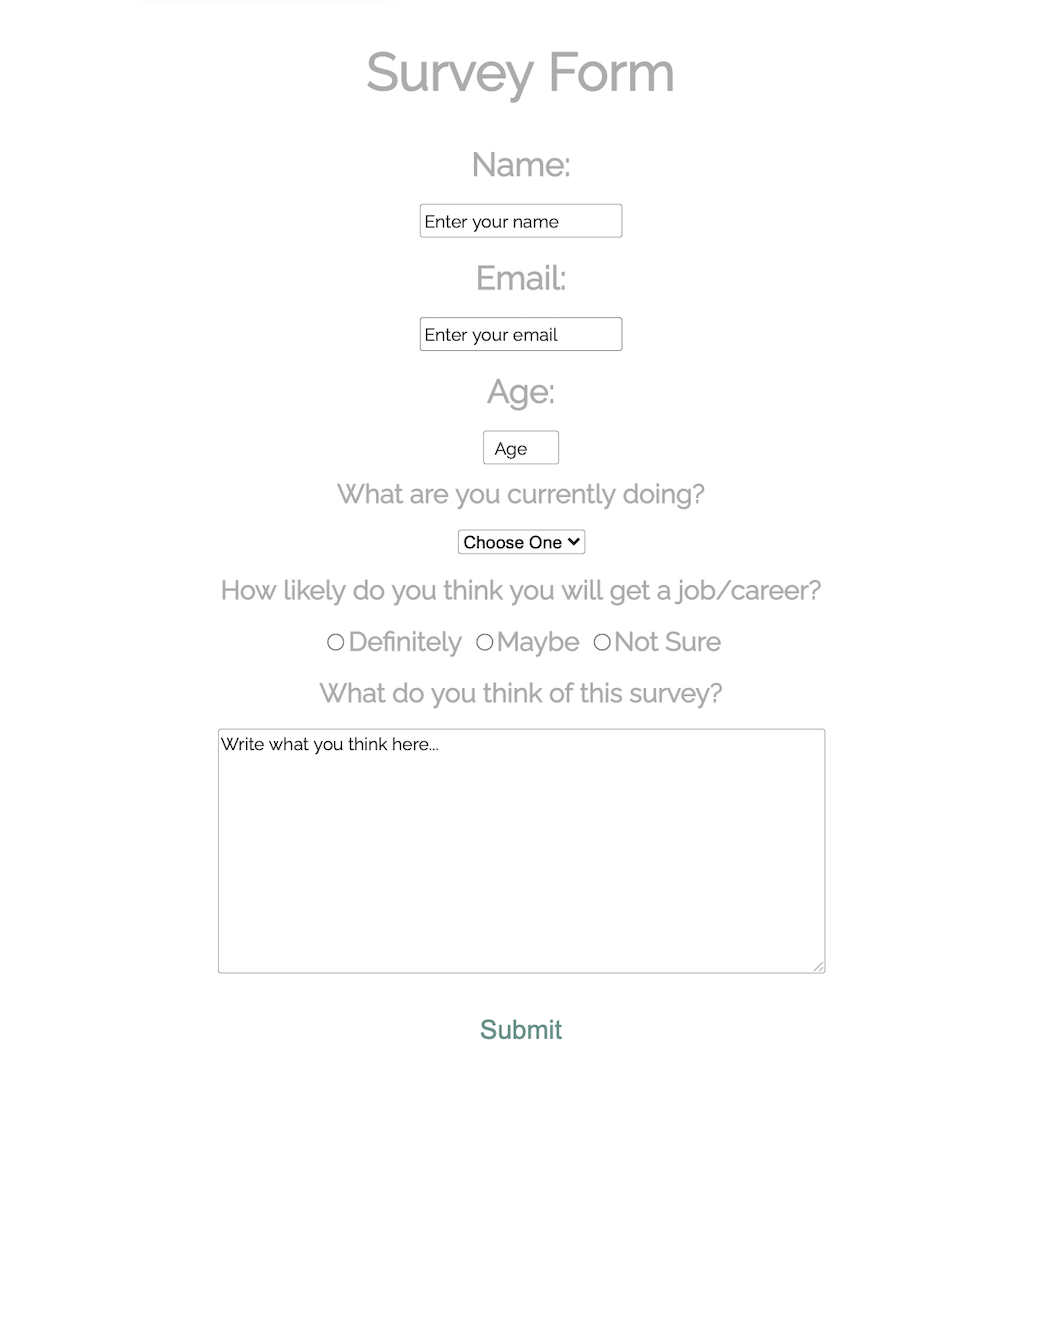 Survey Form
Name:
Enter your name
Email:
Enter your email
Age:
Age
What are you currently doing?
Choose One
How likely do you think you will get a job/career?
Definitely Maybe Not Sure
What do you think of this survey?
Write what you think here...
Submit